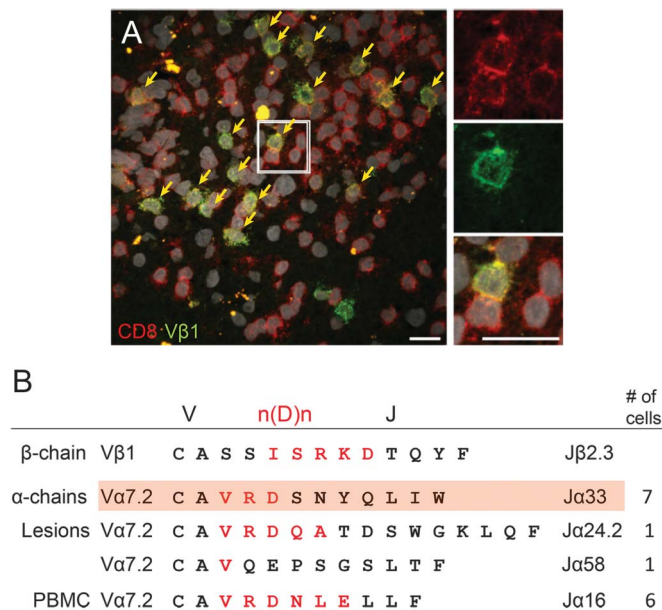 A
CD8 Vβ1
B
V n(D)n J # of cells
β-chain Vβ1 C A S S I S R K D T Q Y F Jβ2.3
α-chains Vα7.2 C A V R D S N Y Q L I W Jα33 7
Lesions Vα7.2 C A V R D Q A T D S W G K L Q F Jα24.2 1
Vα7.2 C A V Q E P S G S L T F Jα58 1
PBMC Vα7.2 C A V R D N L E L L F Jα16 6